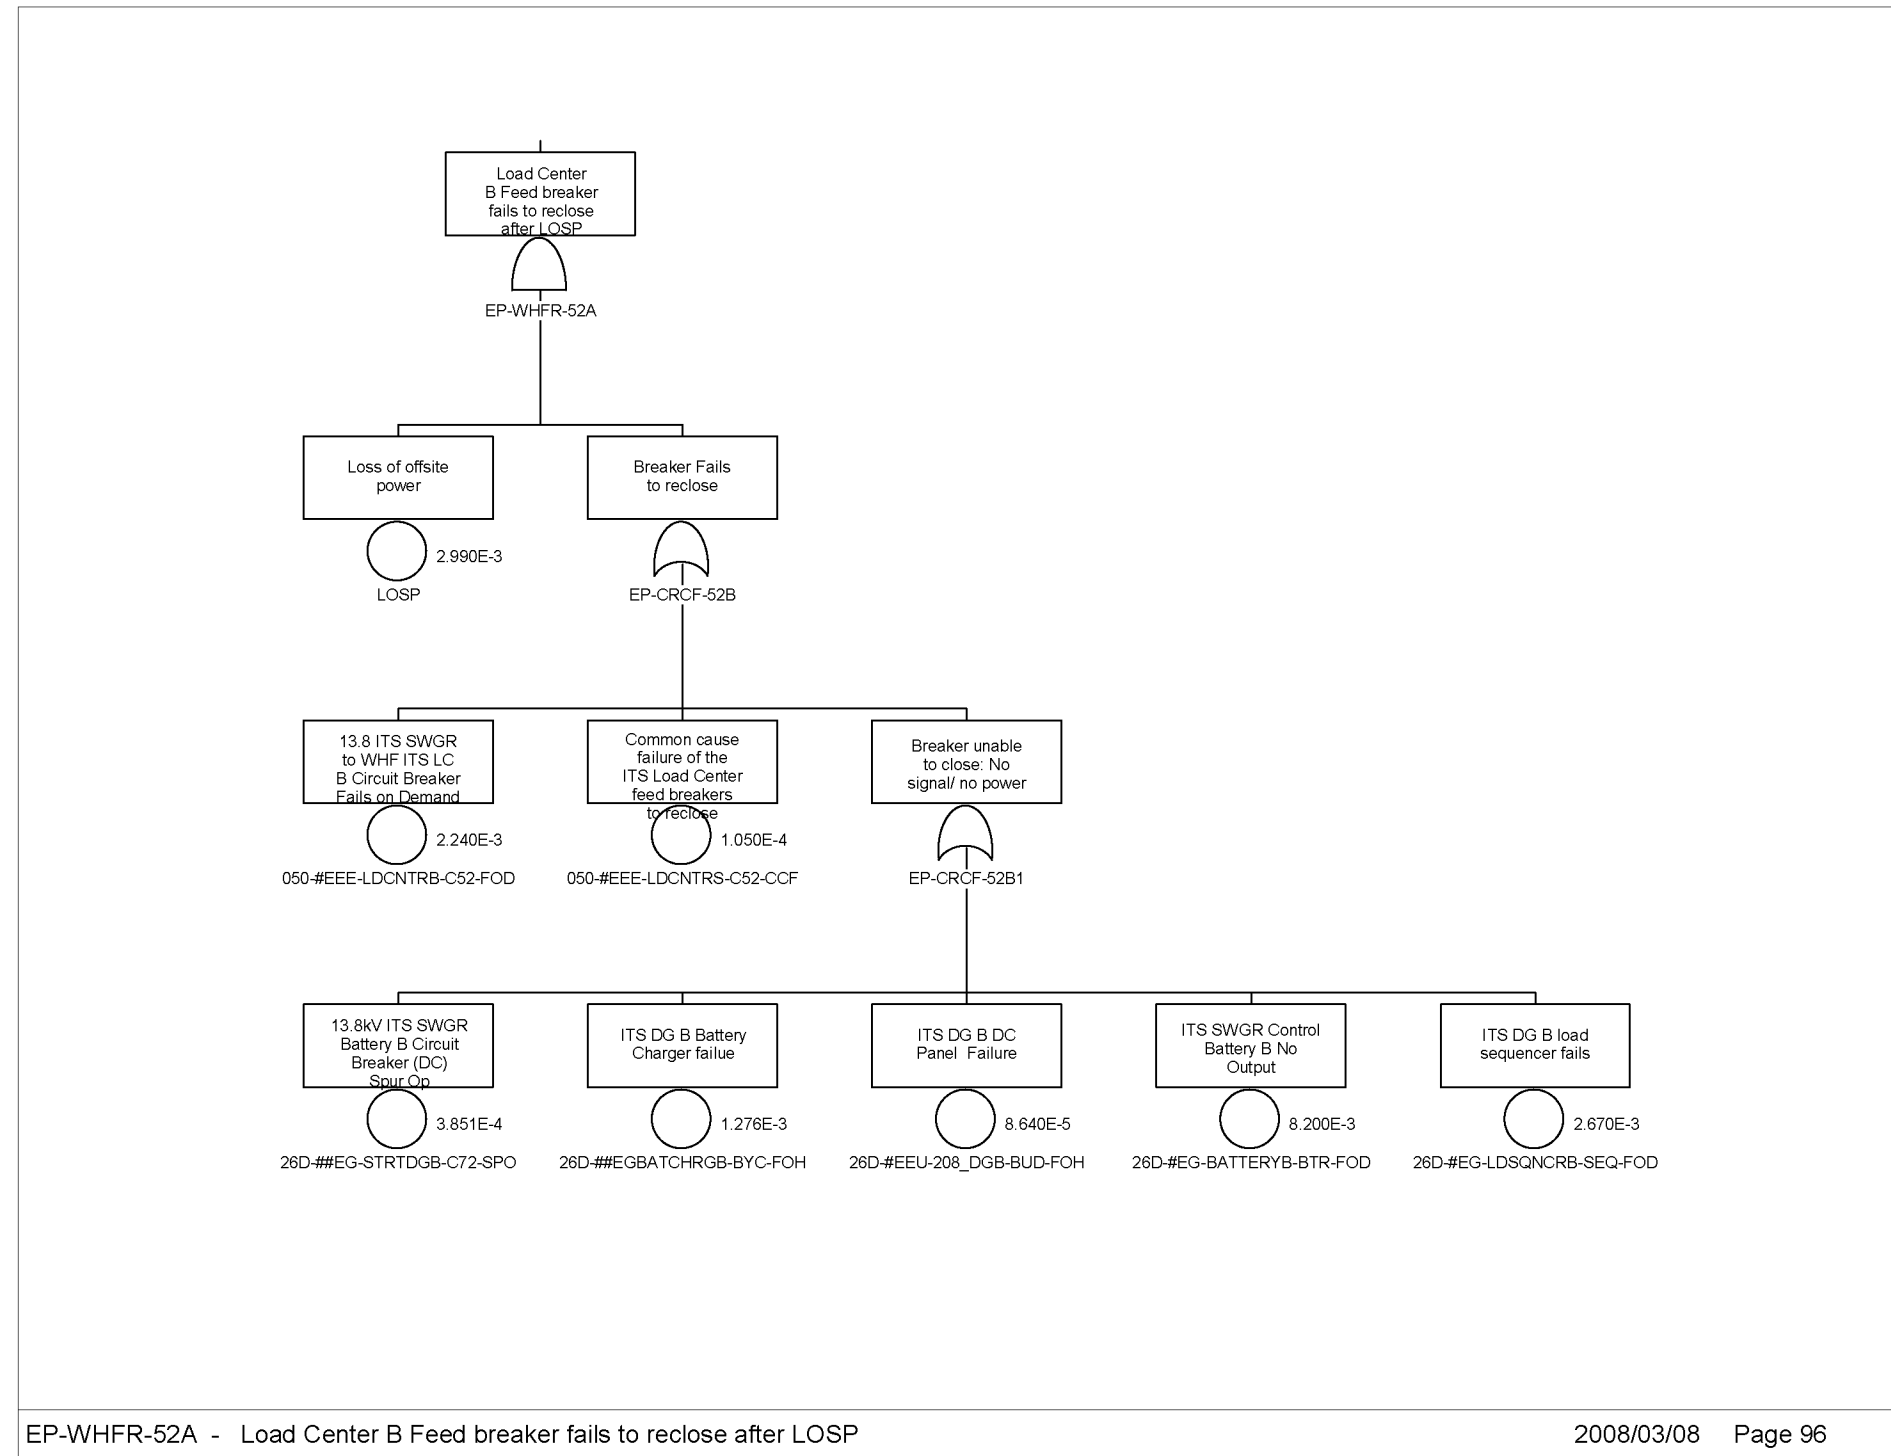 Load Center
B Feed breaker
fails to reclose
after LOSP
EP-WHFR-52A
Loss of offsite
power
2.990E-3
LOSP
Breaker Fails
to reclose
EP-CRCF-52B
13.8 ITS SWGR
to WHF ITS LC
B Circuit Breaker
Fails on Demand
2.240E-3
050-#EEE-LDCNTRB-C52-FOD
Common cause
failure of the
ITS Load Center
feed breakers
to reclose
1.050E-4
050-#EEE-LDCNTRS-C52-CCF
Breaker unable
to close: No
signal/ no power
EP-CRCF-52B1
13.8kV ITS SWGR
Battery B Circuit
Breaker (DC)
Spur Op
3.851E-4
26D-##EG-STRTDGB-C72-SPO
ITS DG B Battery
Charger failue
1.276E-3
26D-##EGBATCHRGB-BYC-FOH
ITS DG B DC
Panel  Failure
8.640E-5
26D-#EEU-208_DGB-BUD-FOH
ITS SWGR Control
Battery B No
Output
8.200E-3
26D-#EG-BATTERYB-BTR-FOD
ITS DG B load
sequencer fails
2.670E-3
26D-#EG-LDSQNCRB-SEQ-FOD
EP-WHFR-52A  -   Load Center B Feed breaker fails to reclose after LOSP
2008/03/08    Page 96